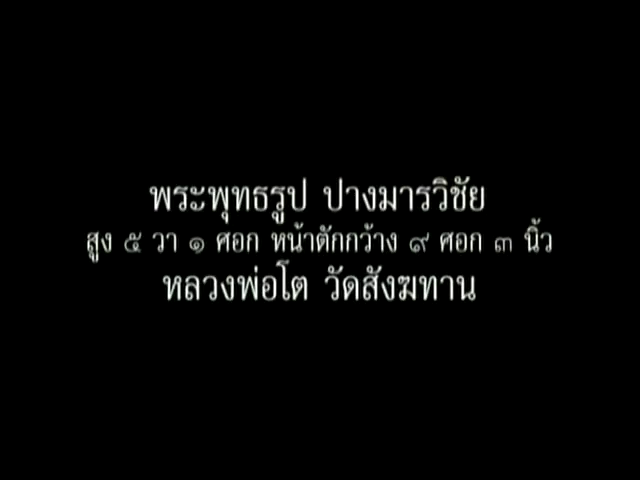 พระพุทธรูป ปางมารวิชัย
สูง ๕ วา ๑ ศอก หน้าตักกว้าง ๙ ศอก ๓ นิ้ว
หลวงพ่อโต วัดสังฆทาน